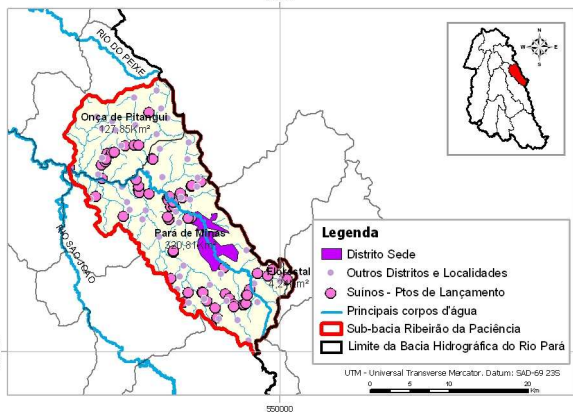 RIO DO PEIXE
N
W E
S
Onça de Pitangui
127,85Km²
Pará de Minas
220,81Km²
Florestal
RIO SÃO JOÃO
Legenda
Distrito Sede
Outros Distritos e Localidades
Suínos - Ptos de Lançamento
Principais corpos d'água
Sub-bacia Ribeirão da Paciência
Limite da Bacia Hidrográfica do Rio Pará
UTM - Universal Transverse Mercator. Datum: SAD-69 23S
0 5 10 20
Km
550000